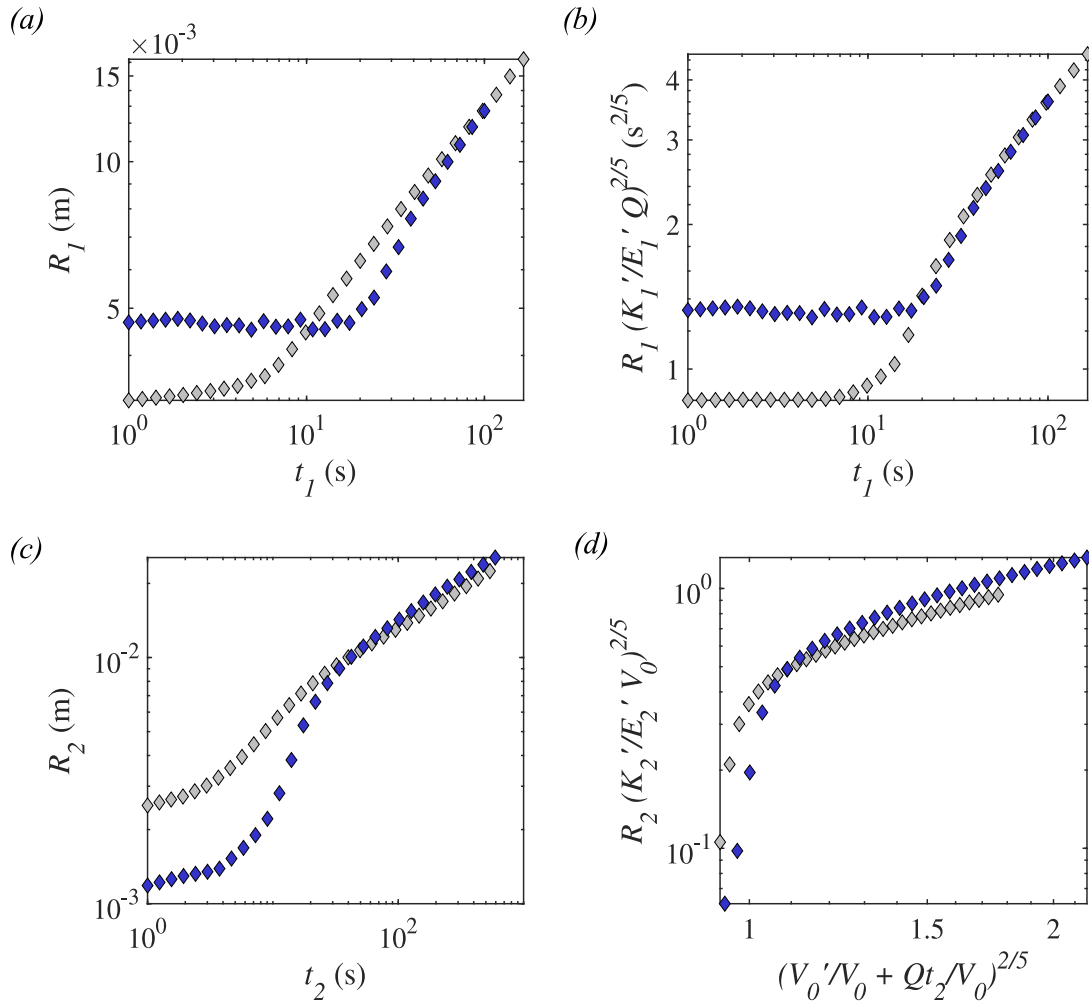 (a)
×10⁻³
15
10
5
R₁ (m)
10⁰ 10¹ 10²
t₁ (s)
(b)
4
3
2
1
R₁ (K₁'/E₁' Q)^{2/5} (s^{2/5})
10⁰ 10¹ 10²
t₁ (s)
(c)
10⁻²
10⁻³
R₂ (m)
10⁰ 10²
t₂ (s)
(d)
10⁰
10⁻¹
R₂ (K₂'/E₂' V₀)^{2/5}
1 1.5 2
(V₀'/V₀ + Qt₂/V₀)^{2/5}